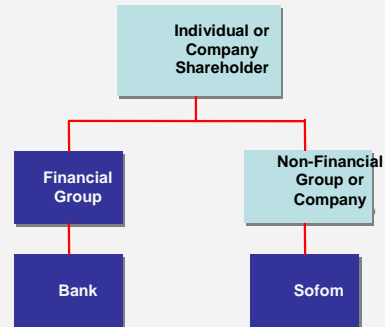 Individual or
Company
Shareholder
Financial
Group
Non-Financial
Group or
Company
Bank
Sofom